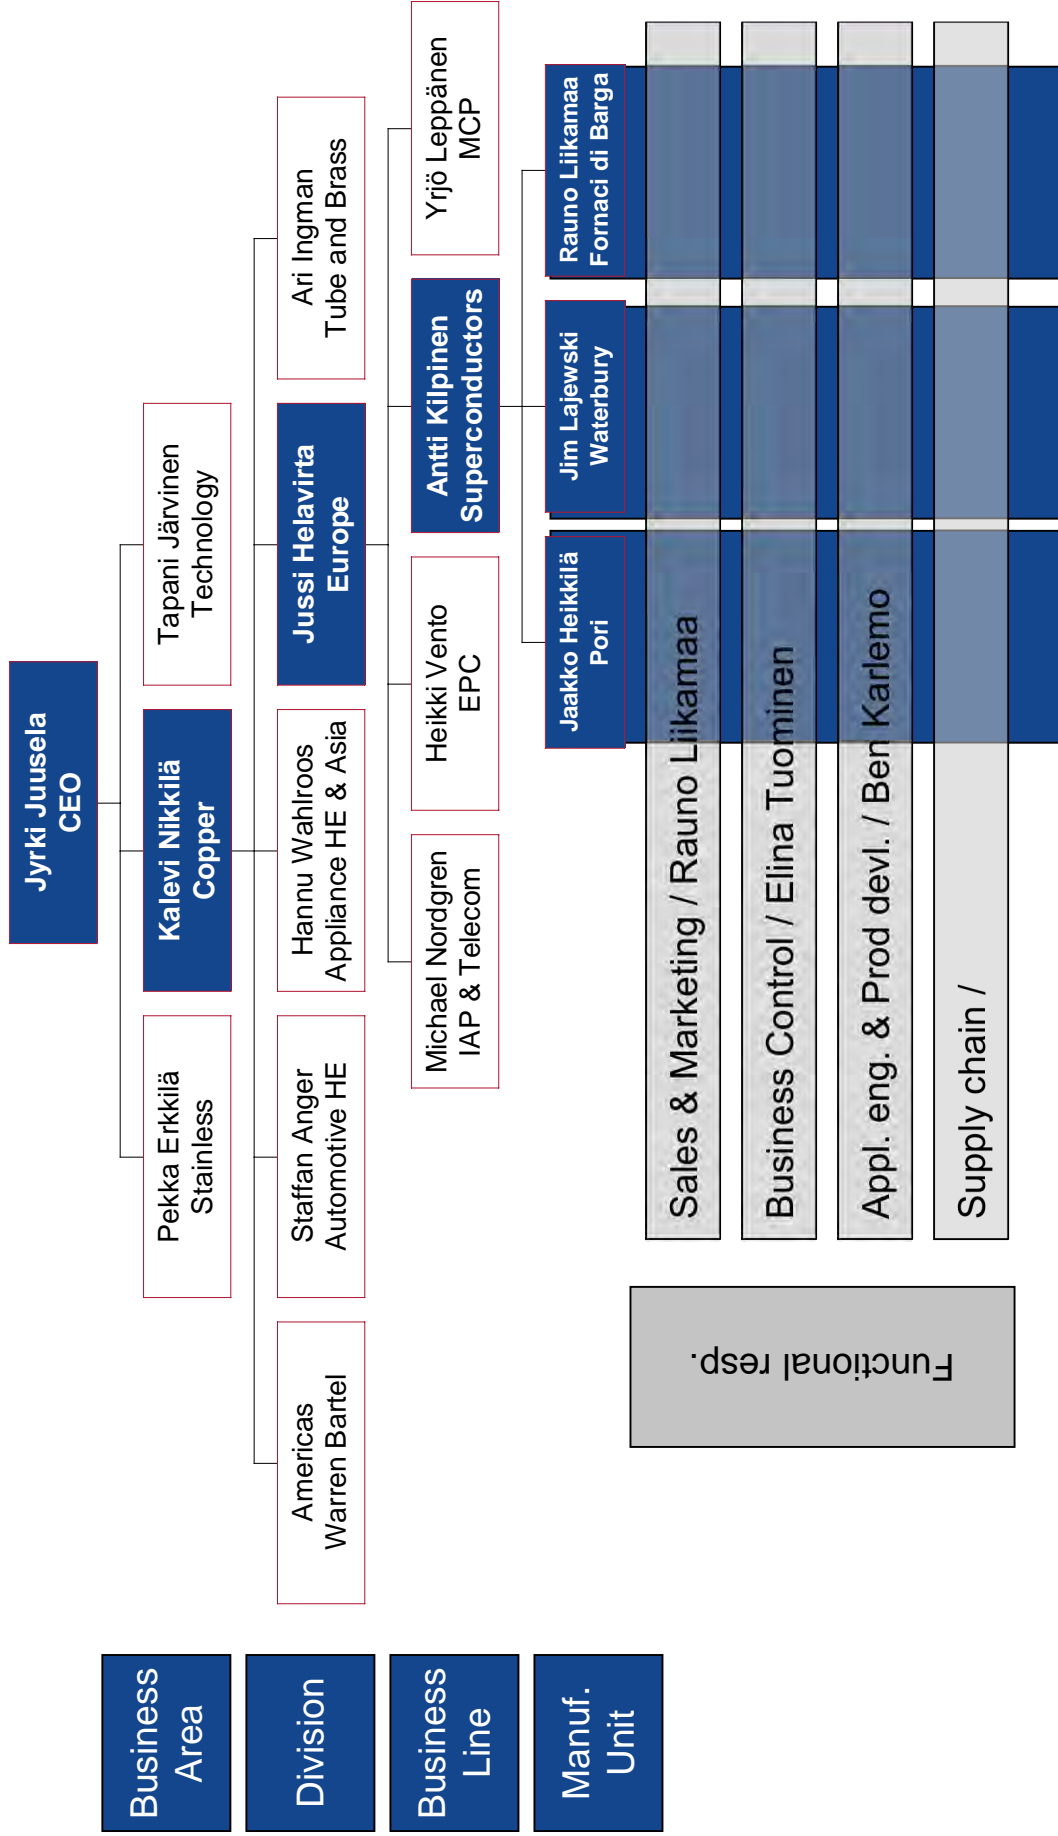 Jyrki Juusela
CEO
Business
Area
Pekka Erkkilä
Stainless
Kalevi Nikkilä
Copper
Tapani Järvinen
Technology
Division
Americas
Warren Bartel
Staffan Anger
Automotive HE
Hannu Wahlroos
Appliance HE & Asia
Jussi Helavirta
Europe
Ari Ingman
Tube and Brass
Business
Line
Michael Nordgren
IAP & Telecom
Heikki Vento
EPC
Antti Kilpinen
Superconductors
Yrjö Leppänen
MCP
Manuf.
Unit
Jaakko Heikkilä
Pori
Jim Lajewski
Waterbury
Rauno Liikamaa
Fornaci di Barga
Functional resp.
Sales & Marketing / Rauno Liikamaa
Business Control / Elina Tuominen
Appl. eng. & Prod devl. / Ben Karlemo
Supply chain /